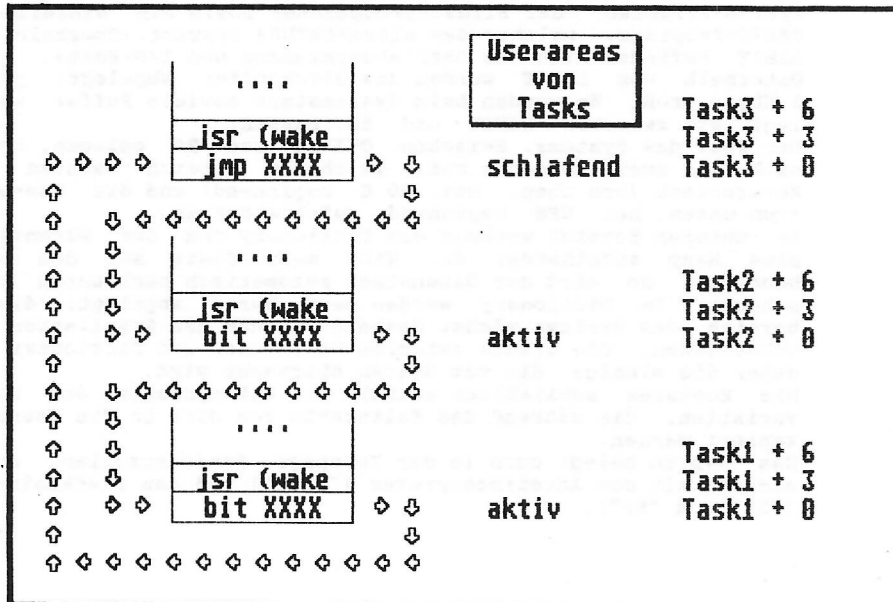 Userareas
von
Tasks
....
Task3 + 6
jsr (wake Task3 + 3
jmp XXXX schlafend Task3 + 0
....
Task2 + 6
jsr (wake Task2 + 3
bit XXXX aktiv Task2 + 0
....
Task1 + 6
jsr (wake Task1 + 3
bit XXXX aktiv Task1 + 0